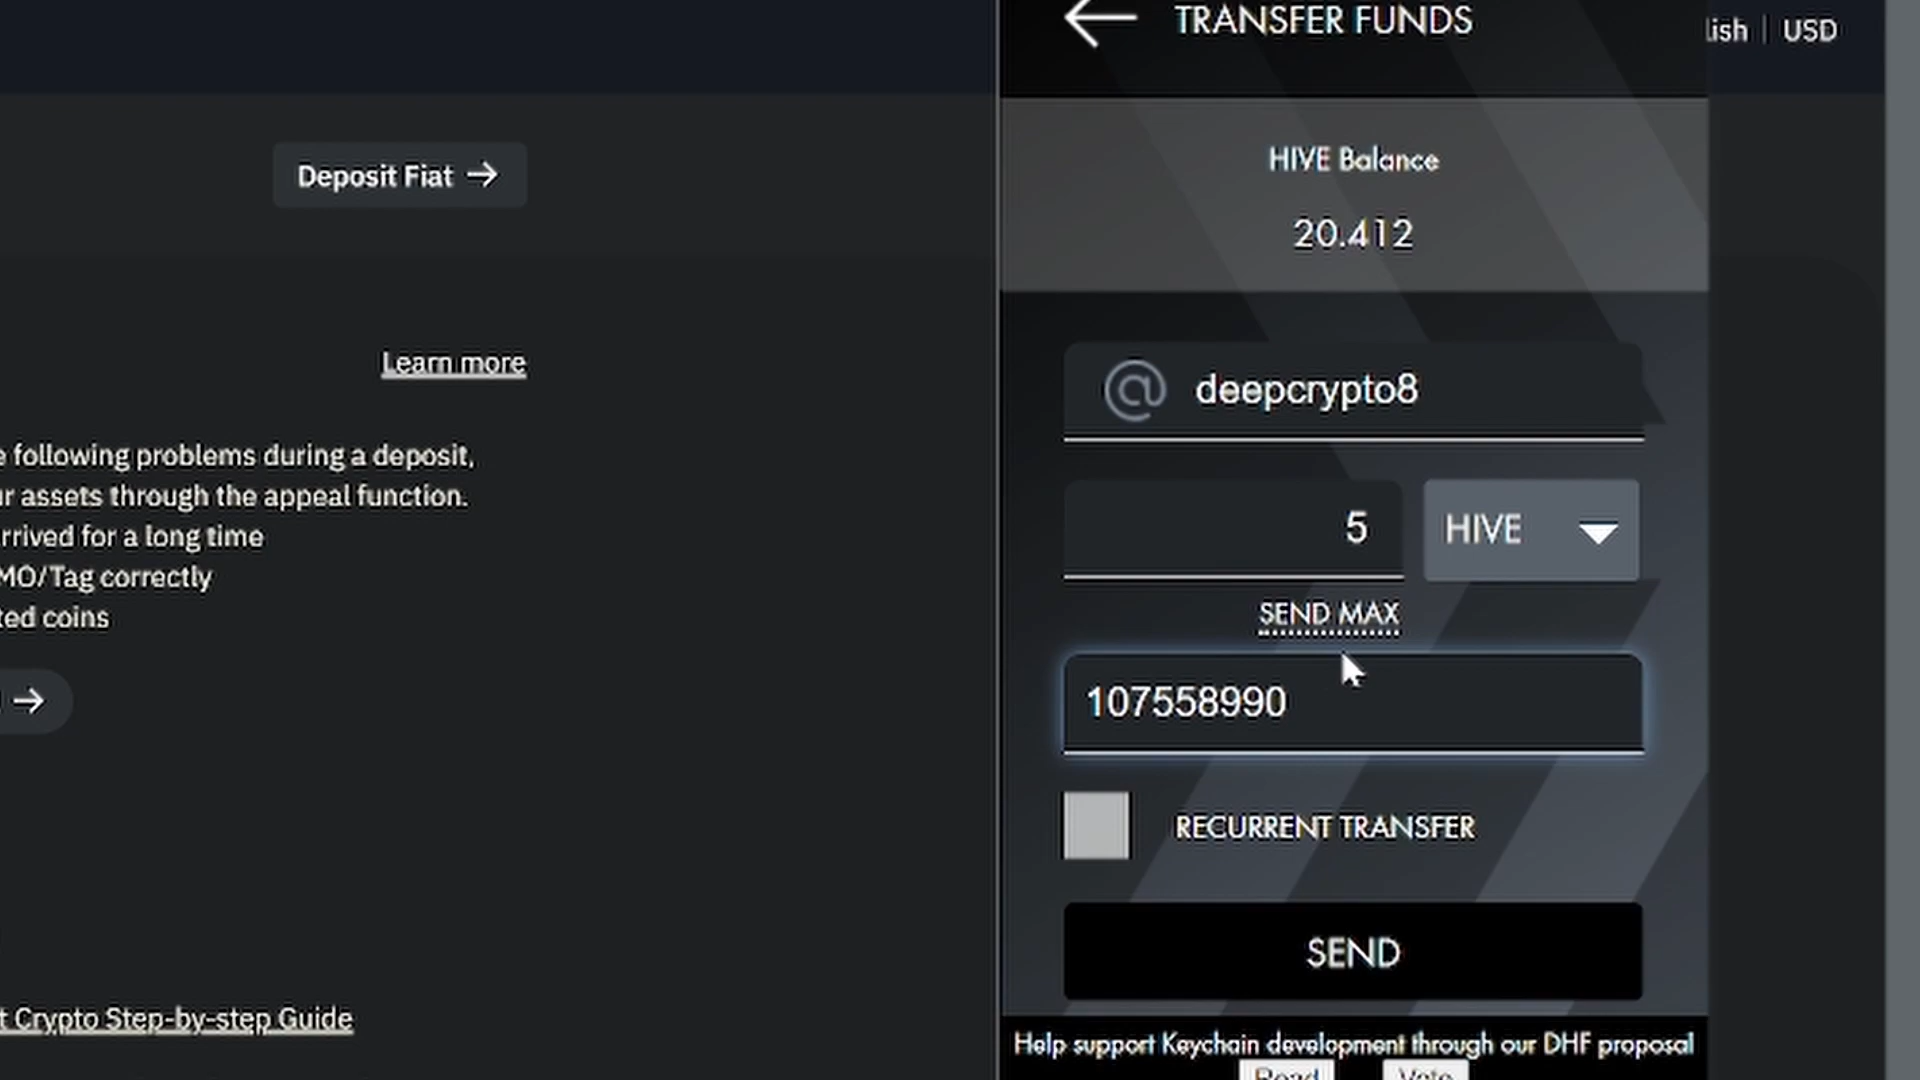 TRANSFER FUNDS
lish | USD
Deposit Fiat →
HIVE Balance
20.412
Learn more
@ deepcrypto8
following problems during a deposit,
assets through the appeal function.
5 HIVE
rrived for a long time
MO/Tag correctly
SEND MAX
ted coins
107558990
RECURRENT TRANSFER
SEND
t Crypto Step-by-step Guide
Help support Keychain development through our DHF proposal
Read Vote